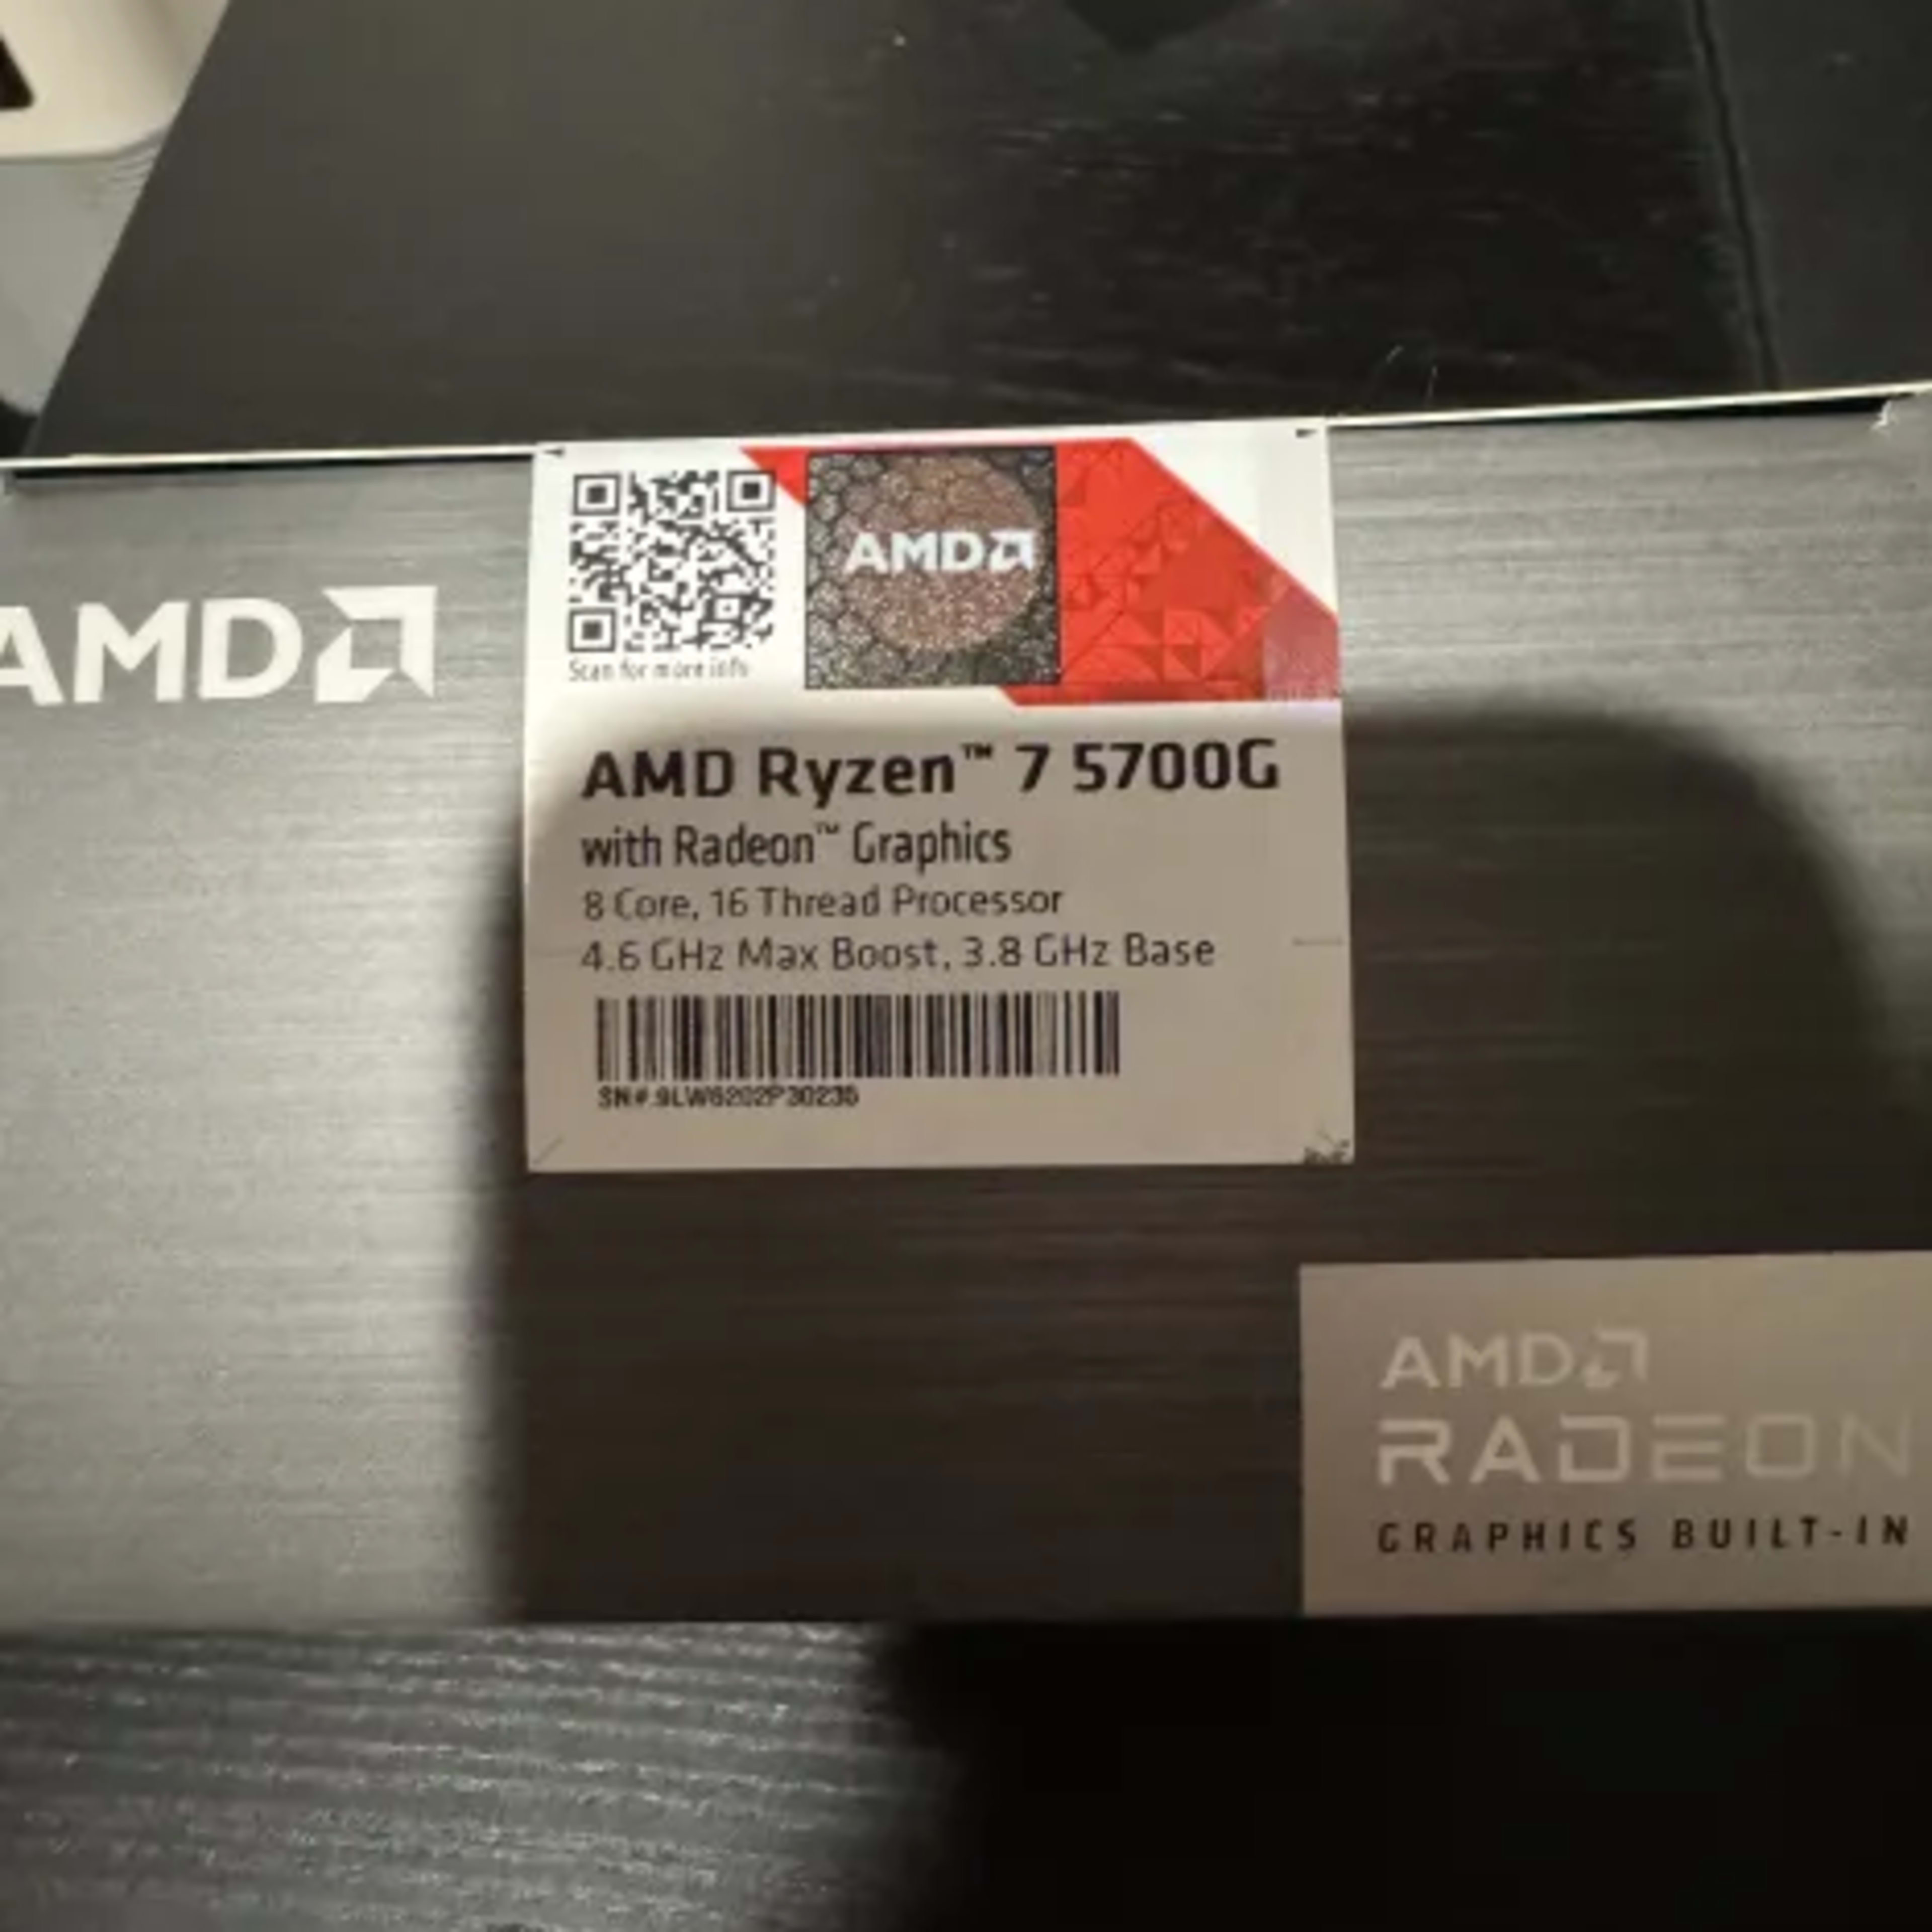 AMD
Scan for more info
AMD
AMD Ryzen™ 7 5700G
with Radeon™ Graphics
8 Core, 16 Thread Processor
4.6 GHz Max Boost, 3.8 GHz Base
AMD
RADEON
GRAPHICS BUILT-IN